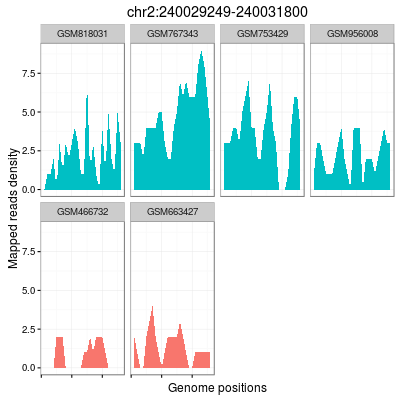 chr2:240029249-240031800
GSM818031 GSM767343 GSM753429 GSM956008
7.5
5.0
2.5
0.0
GSM466732 GSM663427
7.5
5.0
2.5
0.0
Mapped reads density
Genome positions